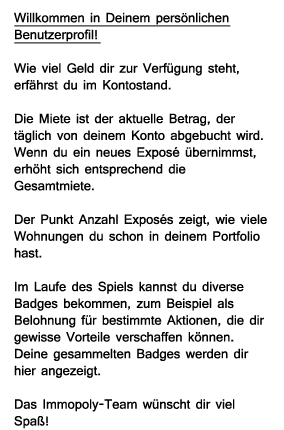 Willkommen in Deinem persönlichen
Benutzerprofil!
Wie viel Geld dir zur Verfügung steht,
erfährst du im Kontostand.
Die Miete ist der aktuelle Betrag, der
täglich von deinem Konto abgebucht wird.
Wenn du ein neues Exposé übernimmst,
erhöht sich entsprechend die
Gesamtmiete.
Der Punkt Anzahl Exposés zeigt, wie viele
Wohnungen du schon in deinem Portfolio
hast.
Im Laufe des Spiels kannst du diverse
Badges bekommen, zum Beispiel als
Belohnung für bestimmte Aktionen, die dir
gewisse Vorteile verschaffen können.
Deine gesammelten Badges werden dir
hier angezeigt.
Das Immopoly-Team wünscht dir viel
Spaß!